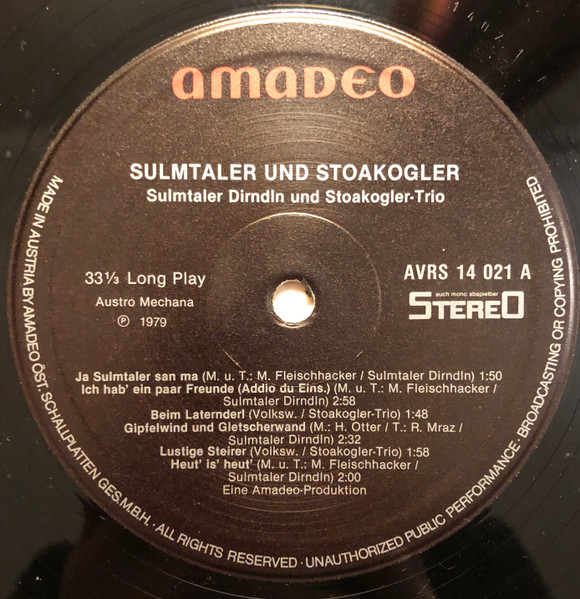 14021A
amadeo
SULMTALER UND STOAKOGLER
Sulmtaler Dirndln und Stoakogler-Trio
33⅓ Long Play
Austro Mechana
Ⓟ 1979
AVRS 14 021 A
auch mono abspielbar
STEREO
Ja Sulmtaler san ma (M. u. T.: M. Fleischhacker / Sulmtaler Dirndln) 1:50
Ich hab' ein paar Freunde (Addio du Eins.) (M. u. T.: M. Fleischhacker /
Sulmtaler Dirndln) 2:58
Beim Laternderl (Volksw. / Stoakogler-Trio) 1:48
Gipfelwind und Gletscherwand (M.: H. Otter / T.: R. Mraz /
Sulmtaler Dirndln) 2:32
Lustige Steirer (Volksw. / Stoakogler-Trio) 1:58
Heut' is' heut' (M. u. T.: M. Fleischhacker /
Sulmtaler Dirndln) 2:00
Eine Amadeo-Produktion
MADE IN AUSTRIA BY AMADEO ÖST. SCHALLPLATTEN GES.M.B.H. · ALL RIGHTS RESERVED · UNAUTHORIZED PUBLIC PERFORMANCE · BROADCASTING OR COPYING PROHIBITED